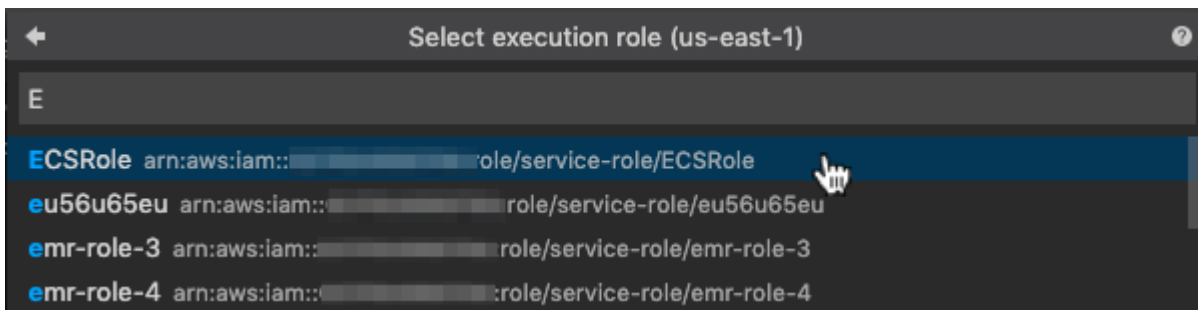 Select execution role (us-east-1)
E
ECSRole arn:aws:iam:: role/service-role/ECSRole
eu56u65eu arn:aws:iam:: role/service-role/eu56u65eu
emr-role-3 arn:aws:iam:: :role/service-role/emr-role-3
emr-role-4 arn:aws:iam:: :role/service-role/emr-role-4